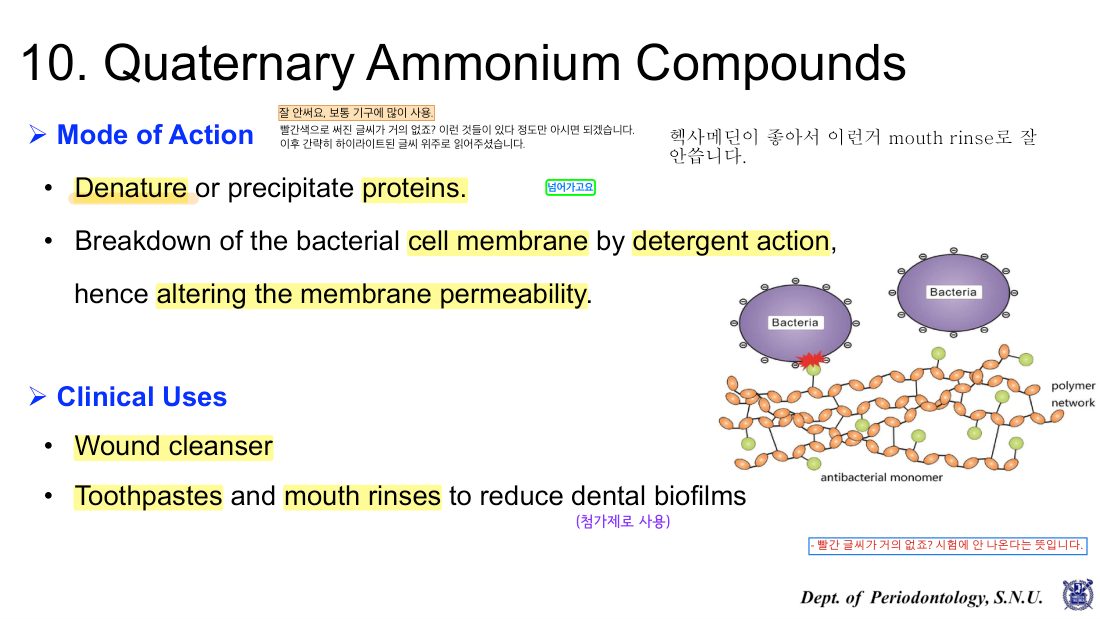 10. Quaternary Ammonium Compounds
잘 안써요, 보통 기구에 많이 사용.
빨간색으로 써진 글씨가 거의 없죠? 이런 것들이 있다 정도만 아시면 되겠습니다.
이후 간략히 하이라이트된 글씨 위주로 읽어주셨습니다.
헥사메딘이 좋아서 이런거 mouth rinse로 잘
안씁니다.
➢ Mode of Action
• Denature or precipitate proteins.
넘어가고요
• Breakdown of the bacterial cell membrane by detergent action,
hence altering the membrane permeability.
Bacteria
Bacteria
polymer
network
antibacterial monomer
➢ Clinical Uses
• Wound cleanser
• Toothpastes and mouth rinses to reduce dental biofilms
(첨가제로 사용)
- 빨간 글씨가 거의 없죠? 시험에 안 나온다는 뜻입니다.
Dept. of Periodontology, S.N.U.